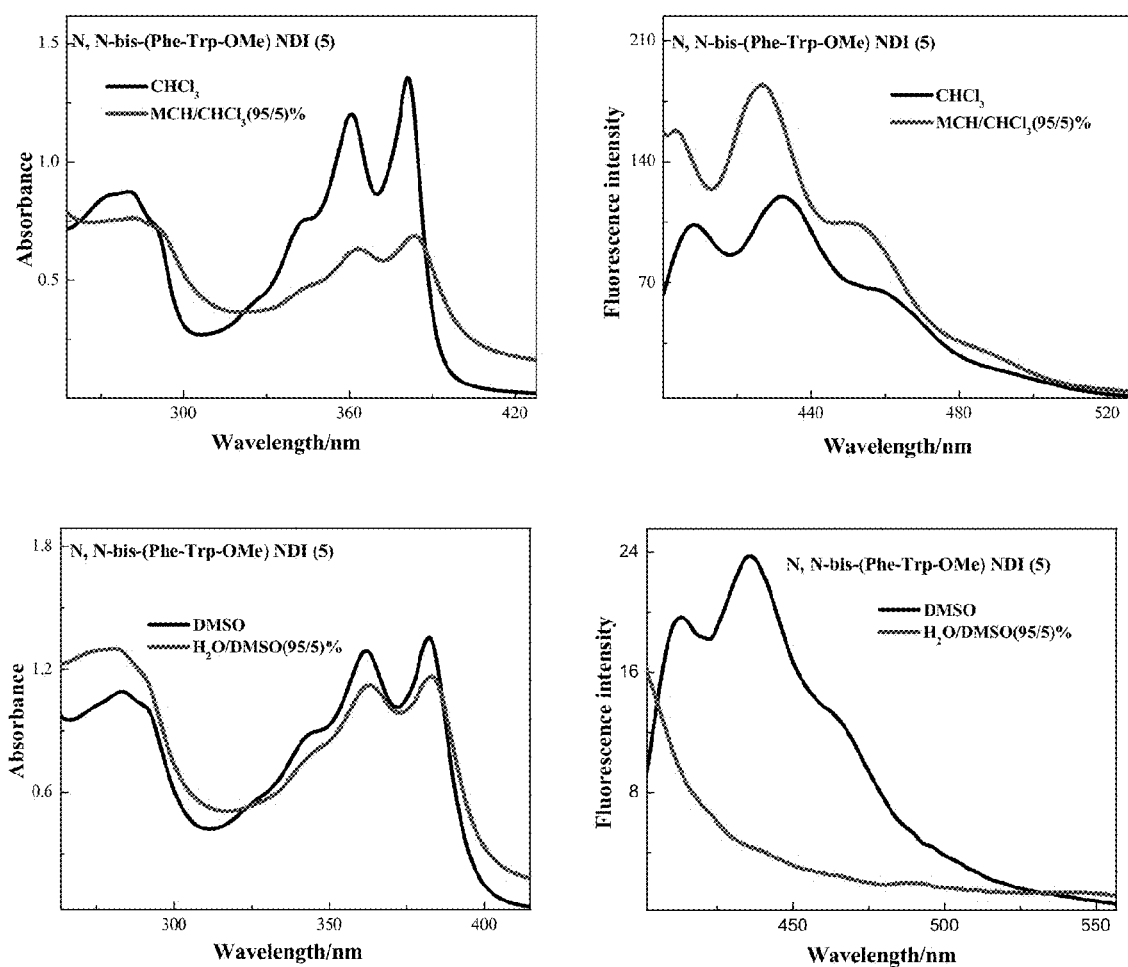 N, N-bis-(Phe-Trp-OMe) NDI (5)
CHCl3
MCH/CHCl3(95/5)%
Absorbance
1.5
1.0
0.5
300
360
420
Wavelength/nm
N, N-bis-(Phe-Trp-OMe) NDI (5)
CHCl3
MCH/CHCl3(95/5)%
Fluorescence intensity
210
140
70
440
480
520
Wavelength/nm
N, N-bis-(Phe-Trp-OMe) NDI (5)
DMSO
H2O/DMSO(95/5)%
Absorbance
1.8
1.2
0.6
300
350
400
Wavelength/nm
N, N-bis-(Phe-Trp-OMe) NDI (5)
DMSO
H2O/DMSO(95/5)%
Fluorescence intensity
24
16
8
450
500
550
Wavelength/nm